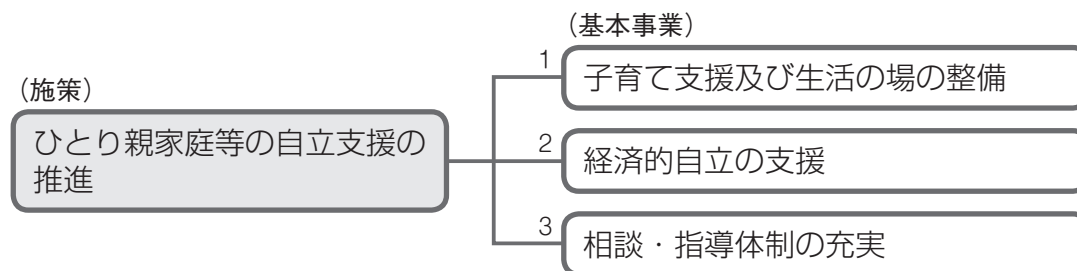 (施策)
ひとり親家庭等の自立支援の
推進
(基本事業)
1
子育て支援及び生活の場の整備
2
経済的自立の支援
3
相談・指導体制の充実